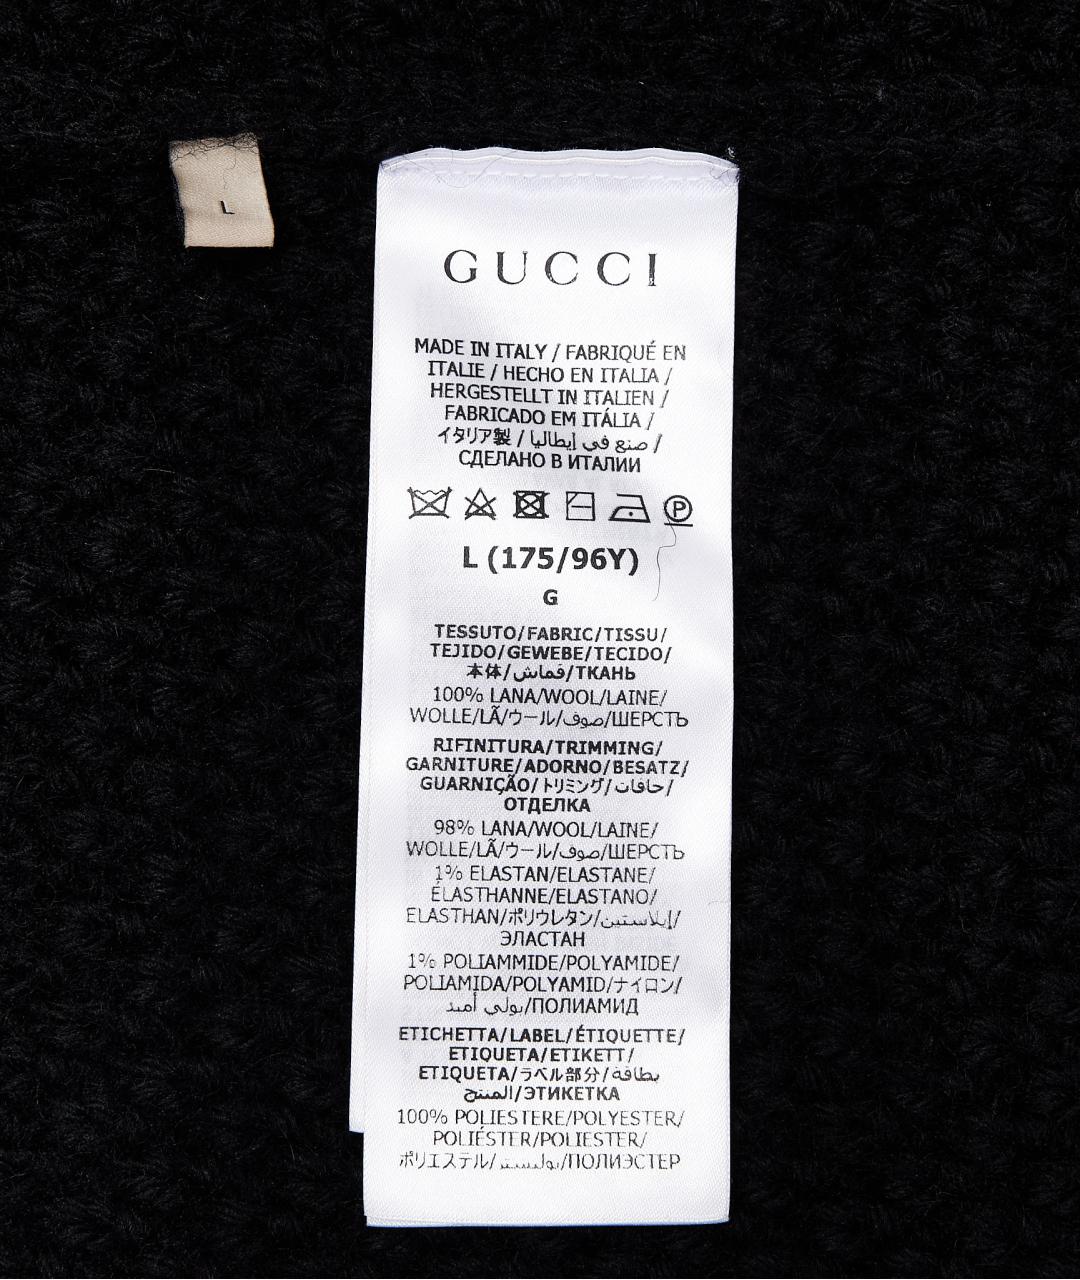 L
GUCCI
MADE IN ITALY / FABRIQUÉ EN
ITALIE / HECHO EN ITALIA /
HERGESTELLT IN ITALIEN /
FABRICADO EM ITÁLIA /
イタリア製 / صنع في إيطاليا /
СДЕЛАНО В ИТАЛИИ
P
L (175/96Y)
G
TESSUTO/FABRIC/TISSU/
TEJIDO/GEWEBE/TECIDO/
本体/قماش/ТКАНЬ
100% LANA/WOOL/LAINE/
WOLLE/LÃ/ウール/صوف/ШЕРСТЬ
RIFINITURA/TRIMMING/
GARNITURE/ADORNO/BESATZ/
GUARNIÇÃO/トリミング/حافات/
ОТДЕЛКА
98% LANA/WOOL/LAINE/
WOLLE/LÃ/ウール/صوف/ШЕРСТЬ
1% ELASTAN/ELASTANE/
ÉLASTHANNE/ELASTANO/
ELASTHAN/ポリウレタン/إيلاستين/
ЭЛАСТАН
1% POLIAMMIDE/POLYAMIDE/
POLIAMIDA/POLYAMID/ナイロン/
بولي أميد/ПОЛИАМИД
ETICHETTA/LABEL/ÉTIQUETTE/
ETIQUETA/ETIKETT/
ETIQUETA/ラベル部分/بطاقة
المنتج/ЭТИКЕТКА
100% POLIESTERE/POLYESTER/
POLIÉSTER/POLIESTER/
ポリエステル/بوليستر/ПОЛИЭСТЕР